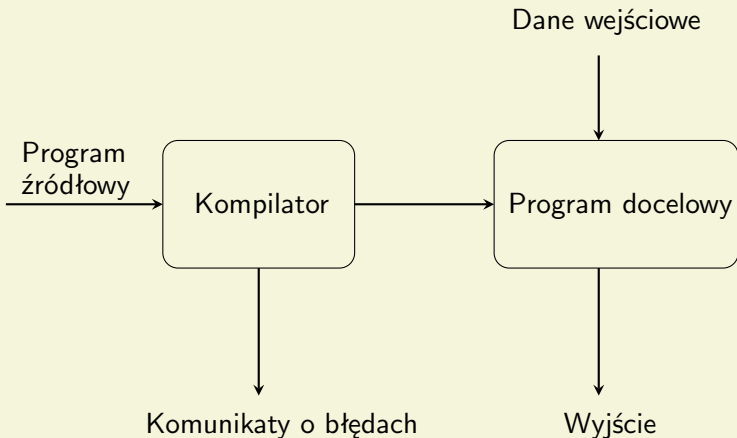 Dane wejściowe
Program
źródłowy
Kompilator
Program docelowy
Komunikaty o błędach
Wyjście